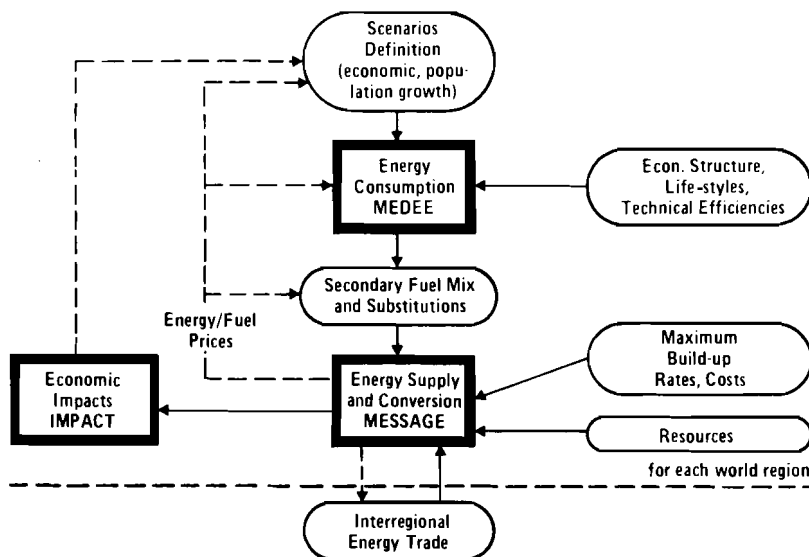 Scenarios
Definition
(economic, popu-
lation growth)
Energy
Consumption
MEDEE
Econ. Structure,
Life-styles,
Technical Efficiencies
Secondary Fuel Mix
and Substitutions
Energy/Fuel
Prices
Economic
Impacts
IMPACT
Energy Supply
and Conversion
MESSAGE
Maximum
Build-up
Rates, Costs
Resources
for each world region
Interregional
Energy Trade